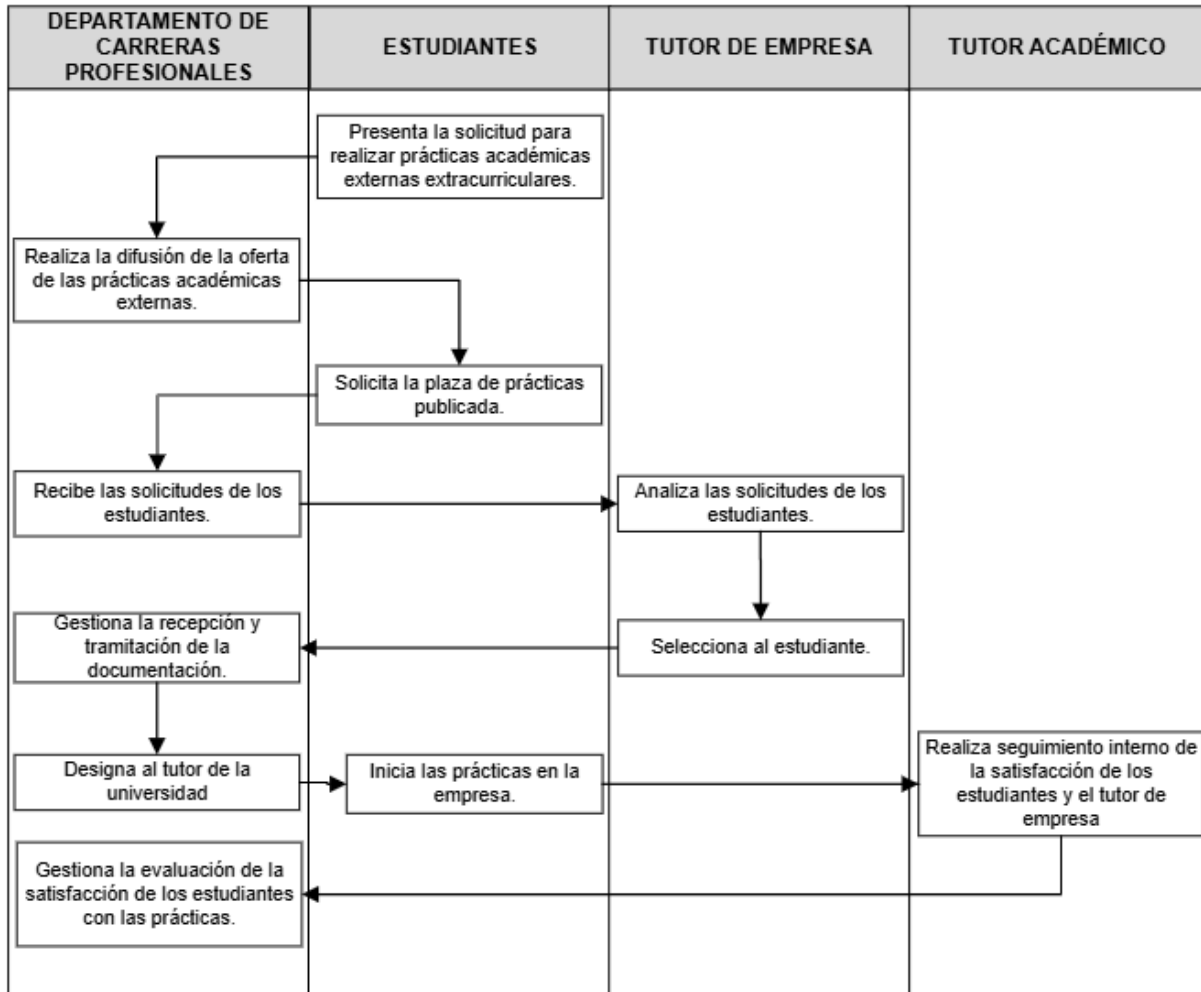 DEPARTAMENTO DE
CARRERAS
PROFESIONALES
ESTUDIANTES
TUTOR DE EMPRESA
TUTOR ACADÉMICO
Presenta la solicitud para
realizar prácticas académicas
externas extracurriculares.
Realiza la difusión de la oferta
de las prácticas académicas
externas.
Solicita la plaza de prácticas
publicada.
Recibe las solicitudes de los
estudiantes.
Analiza las solicitudes de los
estudiantes.
Gestiona la recepción y
tramitación de la
documentación.
Selecciona al estudiante.
Designa al tutor de la
universidad
Inicia las prácticas en la
empresa.
Realiza seguimiento interno de
la satisfacción de los
estudiantes y el tutor de
empresa
Gestiona la evaluación de la
satisfacción de los estudiantes
con las prácticas.